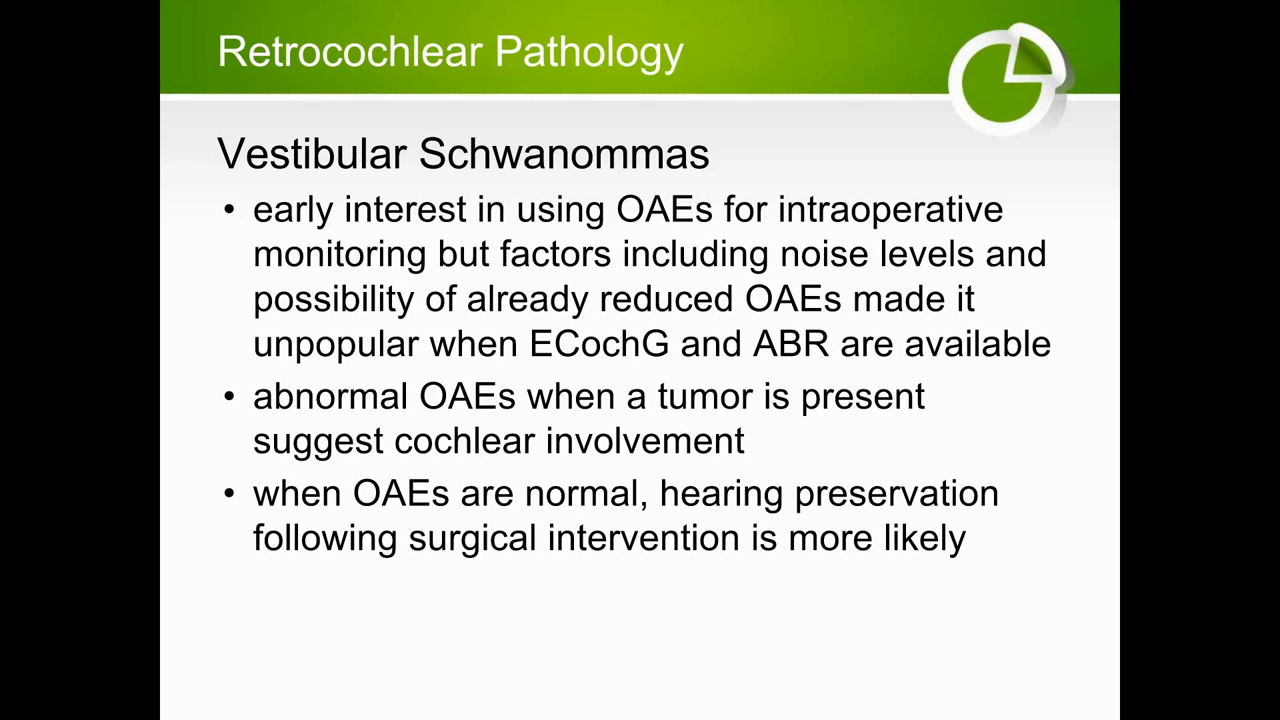 Retrocochlear Pathology
Vestibular Schwanommas
• early interest in using OAEs for intraoperative
monitoring but factors including noise levels and
possibility of already reduced OAEs made it
unpopular when ECochG and ABR are available
• abnormal OAEs when a tumor is present
suggest cochlear involvement
• when OAEs are normal, hearing preservation
following surgical intervention is more likely